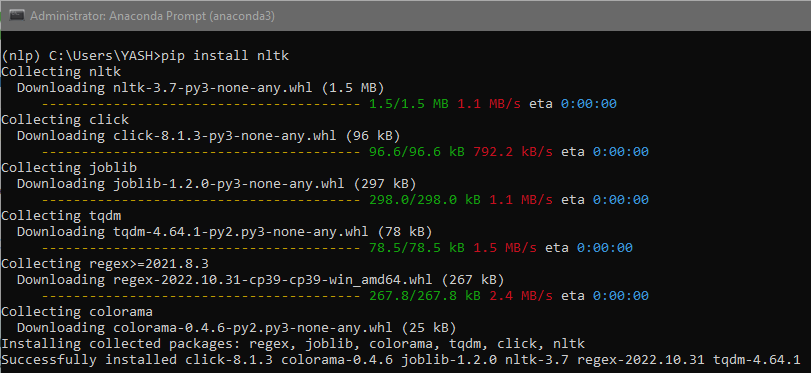 Administrator: Anaconda Prompt (anaconda3)
(nlp) C:\Users\YASH>pip install nltk
Collecting nltk
  Downloading nltk-3.7-py3-none-any.whl (1.5 MB)
     ---------------------------------------- 1.5/1.5 MB 1.1 MB/s eta 0:00:00
Collecting click
  Downloading click-8.1.3-py3-none-any.whl (96 kB)
     ---------------------------------------- 96.6/96.6 kB 792.2 kB/s eta 0:00:00
Collecting joblib
  Downloading joblib-1.2.0-py3-none-any.whl (297 kB)
     ---------------------------------------- 298.0/298.0 kB 1.1 MB/s eta 0:00:00
Collecting tqdm
  Downloading tqdm-4.64.1-py2.py3-none-any.whl (78 kB)
     ---------------------------------------- 78.5/78.5 kB 1.5 MB/s eta 0:00:00
Collecting regex>=2021.8.3
  Downloading regex-2022.10.31-cp39-cp39-win_amd64.whl (267 kB)
     ---------------------------------------- 267.8/267.8 kB 2.4 MB/s eta 0:00:00
Collecting colorama
  Downloading colorama-0.4.6-py2.py3-none-any.whl (25 kB)
Installing collected packages: regex, joblib, colorama, tqdm, click, nltk
Successfully installed click-8.1.3 colorama-0.4.6 joblib-1.2.0 nltk-3.7 regex-2022.10.31 tqdm-4.64.1